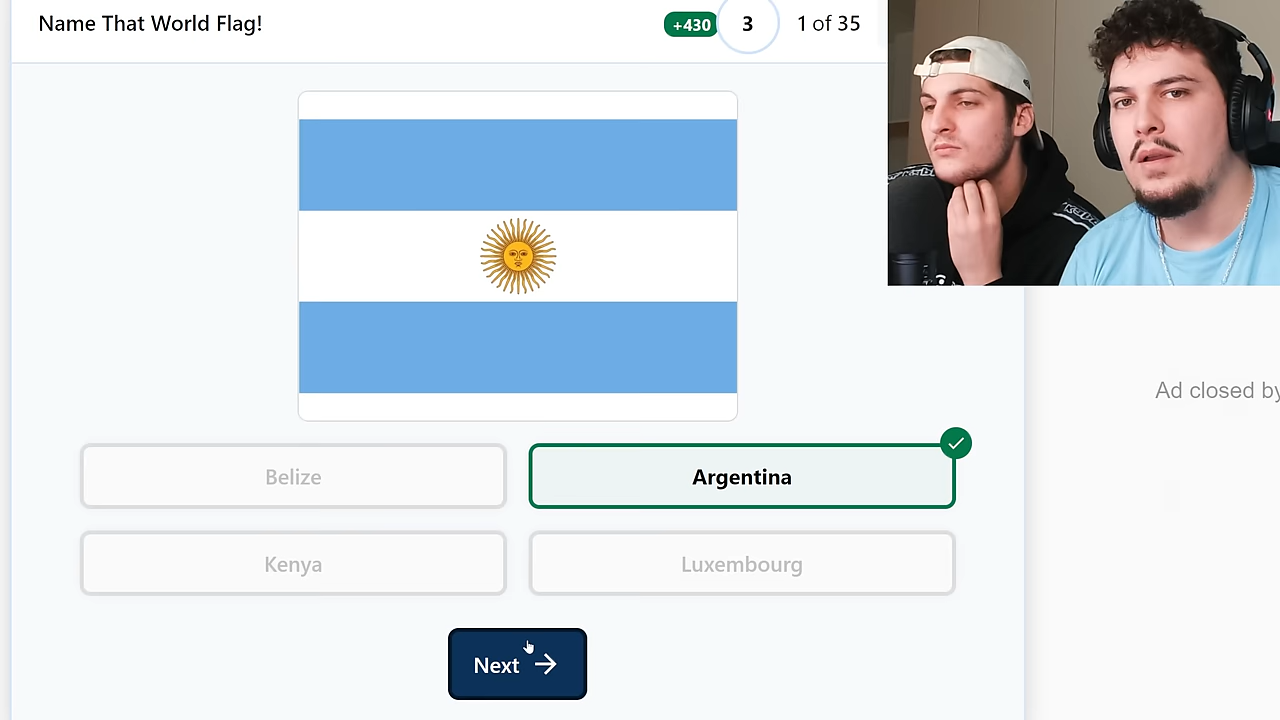 Name That World Flag!
+430
3
1 of 35
Ad closed by
Belize
Argentina
Kenya
Luxembourg
Next